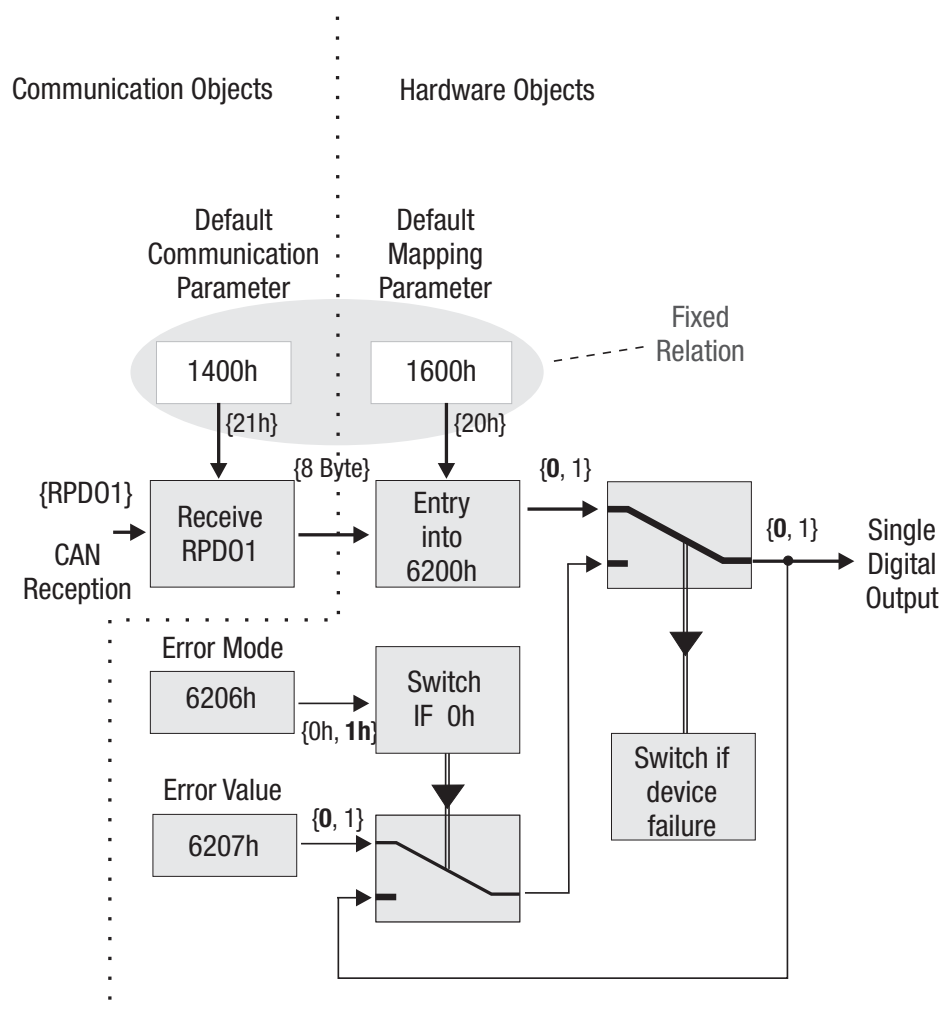 Communication Objects
Hardware Objects
Default
Communication
Parameter
Default
Mapping
Parameter
Fixed
Relation
1400h
1600h
{21h}
{20h}
{RPDO1}
CAN
Reception
Receive
RPDO1
{8 Byte}
Entry
into
6200h
{0, 1}
{0, 1}
Single
Digital
Output
Error Mode
6206h
{0h, 1h}
Switch
IF 0h
Switch if
device
failure
Error Value
6207h
{0, 1}